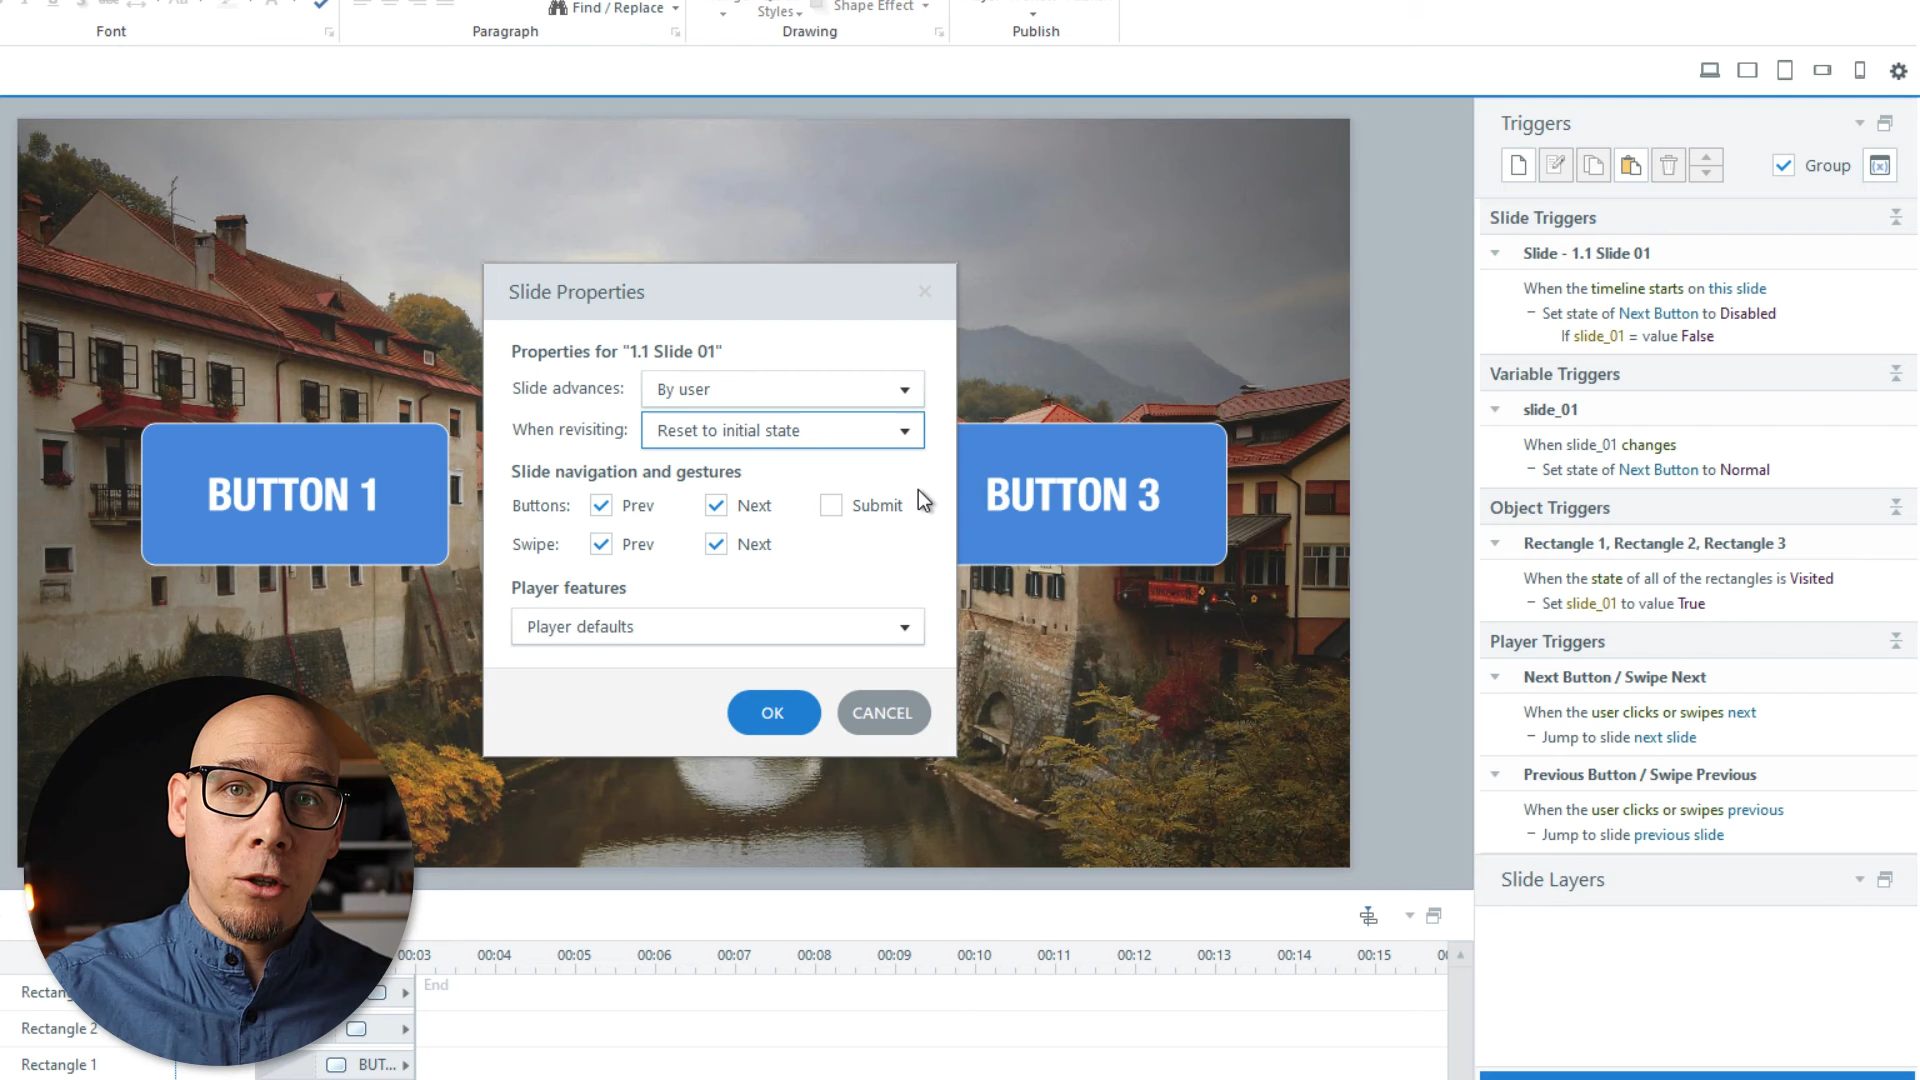 Find / Replace
Styles
Shape Effect
Font
Paragraph
Drawing
Publish
Triggers
Group
Slide Triggers
Slide - 1.1 Slide 01
When the timeline starts on this slide
– Set state of Next Button to Disabled
If slide_01 = value False
Variable Triggers
slide_01
When slide_01 changes
– Set state of Next Button to Normal
Object Triggers
Rectangle 1, Rectangle 2, Rectangle 3
When the state of all of the rectangles is Visited
– Set slide_01 to value True
Player Triggers
Next Button / Swipe Next
When the user clicks or swipes next
– Jump to slide next slide
Previous Button / Swipe Previous
When the user clicks or swipes previous
– Jump to slide previous slide
Slide Layers
BUTTON 1
BUTTON 3
Slide Properties
Properties for "1.1 Slide 01"
Slide advances: By user
When revisiting: Reset to initial state
Slide navigation and gestures
Buttons: Prev Next Submit
Swipe: Prev Next
Player features
Player defaults
OK CANCEL
00:03 00:04 00:05 00:06 00:07 00:08 00:09 00:10 00:11 00:12 00:13 00:14 00:15
End
Rectangle 2
Rectangle 1
BUT...